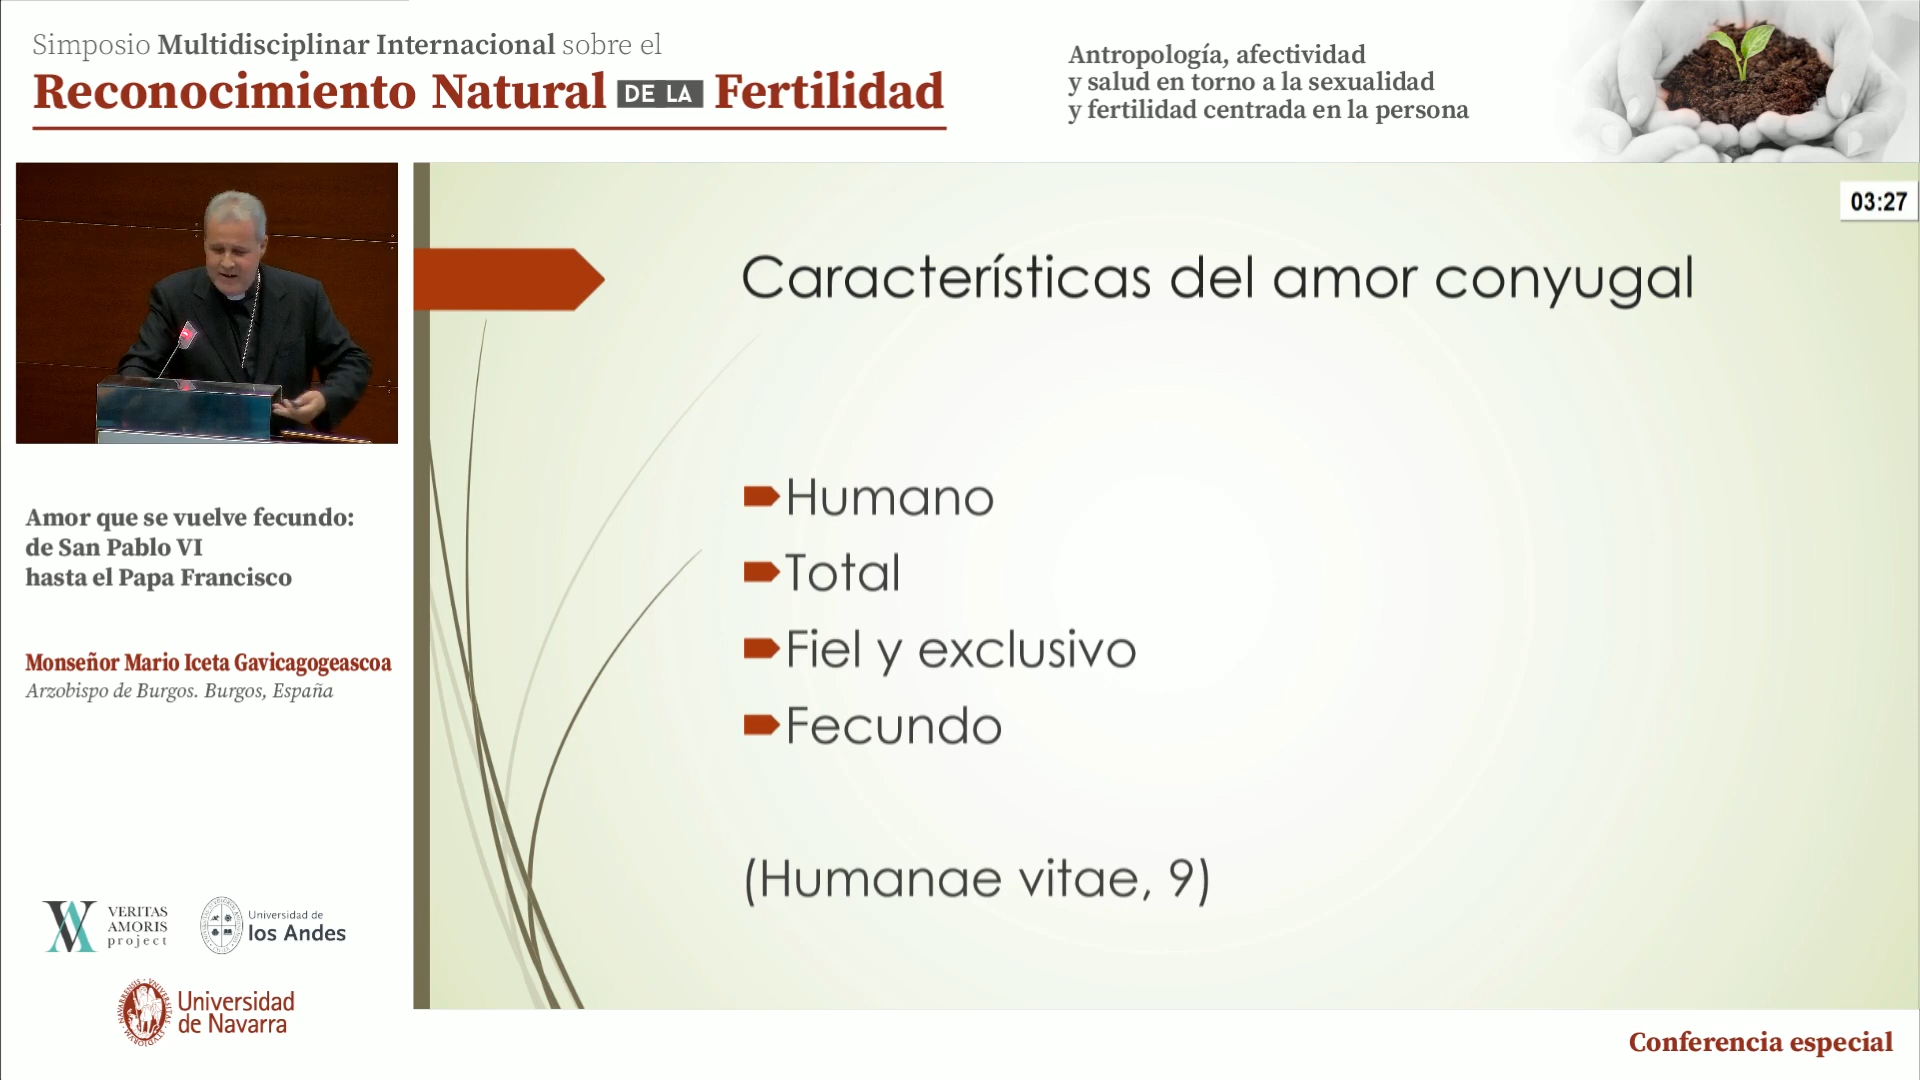 Simposio Multidisciplinar Internacional sobre el
Reconocimiento Natural DE LA Fertilidad
Antropología, afectividad
y salud en torno a la sexualidad
y fertilidad centrada en la persona
03:27
Características del amor conyugal
Humano
Total
Fiel y exclusivo
Fecundo
(Humanae vitae, 9)
Amor que se vuelve fecundo:
de San Pablo VI
hasta el Papa Francisco
Monseñor Mario Iceta Gavicagogeascoa
Arzobispo de Burgos. Burgos, España
VERITAS
AMORIS
project
Universidad de
los Andes
Universidad
de Navarra
Conferencia especial